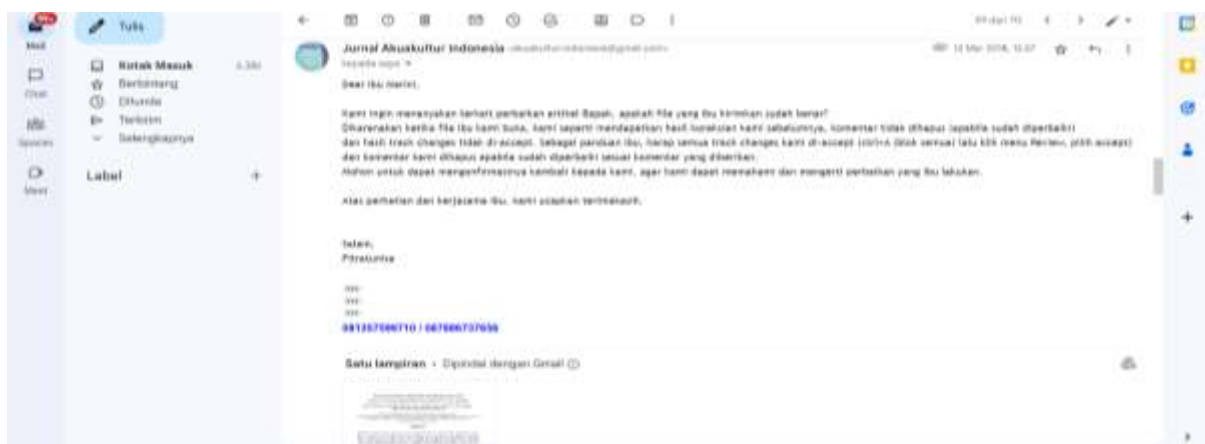 99+
Mail
Chat
Spaces
Meet
Tulis
Kotak Masuk
Berbintang
Ditunda
Terkirim
Selengkapnya
Label
Jurnal Akuakultur Indonesia
kepada saya
Dear Ibu Marini,
Kami ingin menanyakan terkait perbaikan artikel Bapak, apakah file yang Ibu kirimkan sudah benar?
Dikarenakan ketika file Ibu kami buka, kami seperti mendapatkan hasil koreksian kami sebelumnya, komentar tidak dihapus (apabila sudah diperbaiki)
dan hasil track changes tidak di-accept. Sebagai panduan Ibu, harap semua track changes kami di-accept (ctrl+A (blok semua) lalu klik menu Review, pilih accept)
dan komentar kami dihapus apabila sudah diperbaiki sesuai komentar yang diberikan.
Mohon untuk dapat mengonfirmasinya kembali kepada kami, agar kami dapat memahami dan mengerti perbaikan yang Ibu lakukan.
Atas perhatian dan kerjasama Ibu, kami ucapkan terimakasih.
Salam,
Satu lampiran • Dipindai dengan Gmail